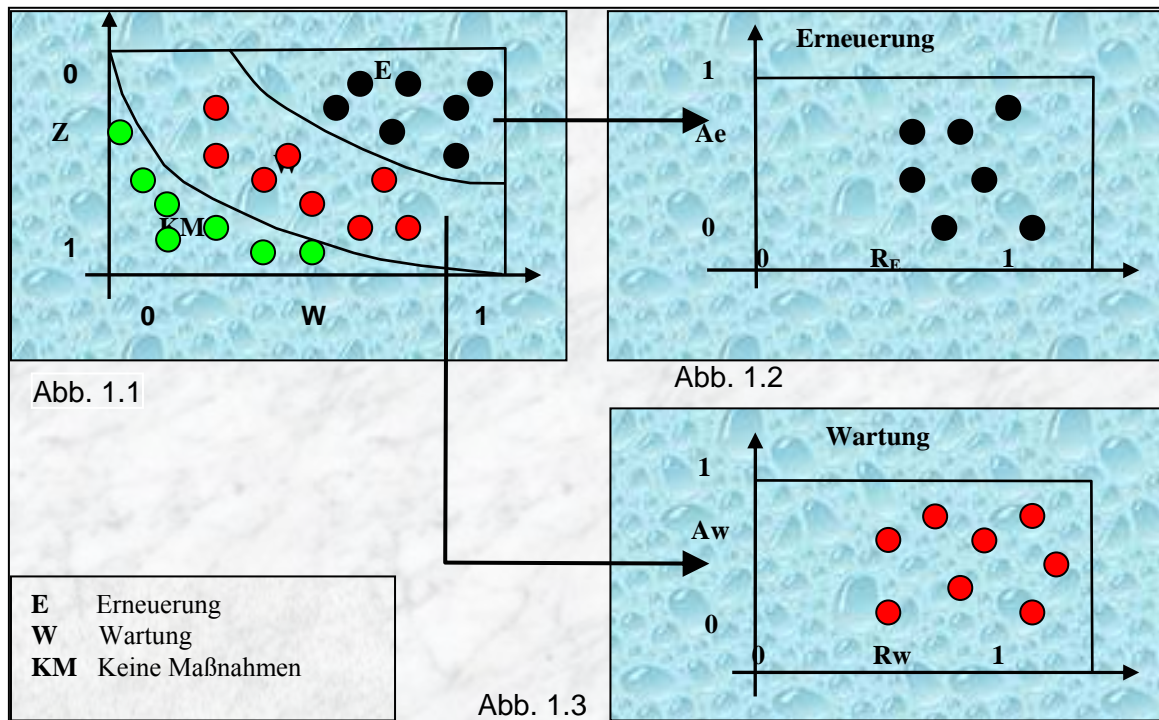 0
E
Z
W
KM
1
0 W 1
Abb. 1.1
Erneuerung
1
Ae
0
0 RE 1
Abb. 1.2
Wartung
1
Aw
0
0 Rw 1
Abb. 1.3
E Erneuerung
W Wartung
KM Keine Maßnahmen